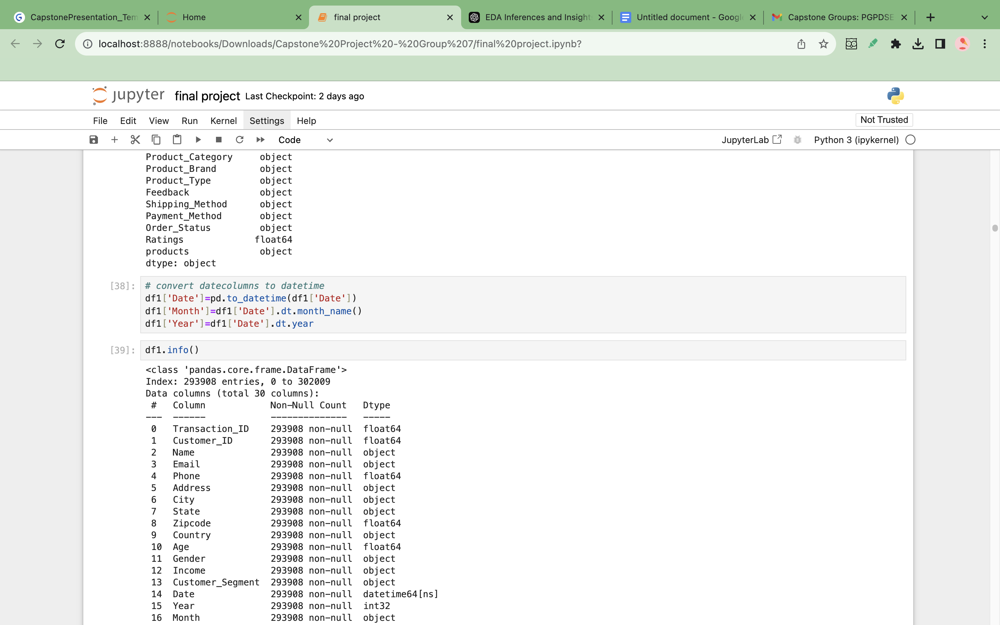 CapstonePresentation_Tem
Home
final project
EDA Inferences and Insight
Untitled document - Google
Capstone Groups: PGPDSE
localhost:8888/notebooks/Downloads/Capstone%20Project%20-%20Group%207/final%20project.ipynb?
jupyter final project Last Checkpoint: 2 days ago
File Edit View Run Kernel Settings Help Not Trusted
Code JupyterLab Python 3 (ipykernel)
Product_Category object
Product_Brand object
Product_Type object
Feedback object
Shipping_Method object
Payment_Method object
Order_Status object
Ratings float64
products object
dtype: object
[38]: # convert datecolumns to datetime
df1['Date']=pd.to_datetime(df1['Date'])
df1['Month']=df1['Date'].dt.month_name()
df1['Year']=df1['Date'].dt.year
[39]: df1.info()
<class 'pandas.core.frame.DataFrame'>
Index: 293908 entries, 0 to 302009
Data columns (total 30 columns):
# Column Non-Null Count Dtype
--- ------ -------------- -----
0 Transaction_ID 293908 non-null float64
1 Customer_ID 293908 non-null float64
2 Name 293908 non-null object
3 Email 293908 non-null object
4 Phone 293908 non-null float64
5 Address 293908 non-null object
6 City 293908 non-null object
7 State 293908 non-null object
8 Zipcode 293908 non-null float64
9 Country 293908 non-null object
10 Age 293908 non-null float64
11 Gender 293908 non-null object
12 Income 293908 non-null object
13 Customer_Segment 293908 non-null object
14 Date 293908 non-null datetime64[ns]
15 Year 293908 non-null int32
16 Month 293908 non-null object